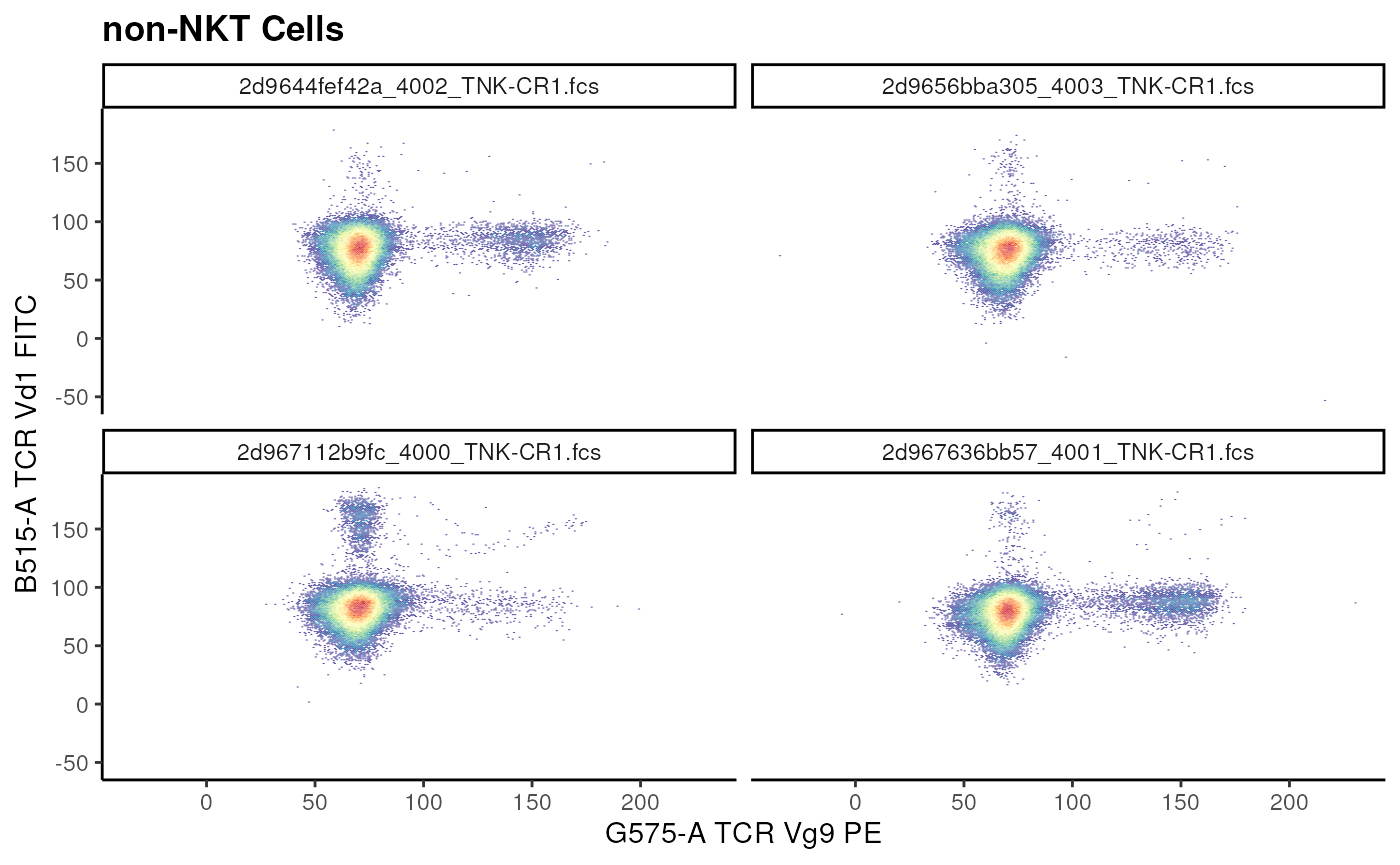 non-NKT Cells
2d9644fef42a_4002_TNK-CR1.fcs
2d9656bba305_4003_TNK-CR1.fcs
150
100
50
0
-50
2d967112b9fc_4000_TNK-CR1.fcs
2d967636bb57_4001_TNK-CR1.fcs
150
100
50
0
-50
B515-A TCR Vd1 FITC
0 50 100 150 200
0 50 100 150 200
G575-A TCR Vg9 PE